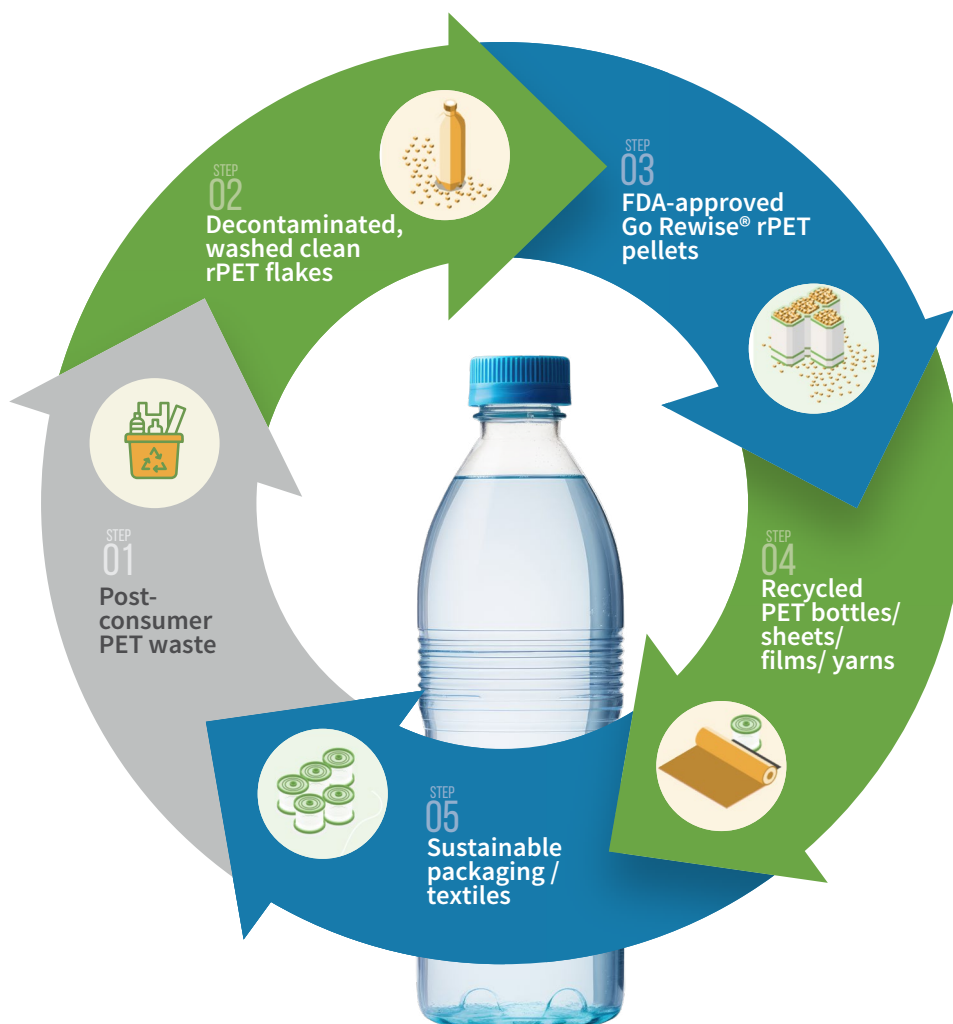 STEP
01
Post-
consumer
PET waste
STEP
02
Decontaminated,
washed clean
rPET flakes
STEP
03
FDA-approved
Go Rewise® rPET
pellets
STEP
04
Recycled
PET bottles/
sheets/
films/ yarns
STEP
05
Sustainable
packaging /
textiles